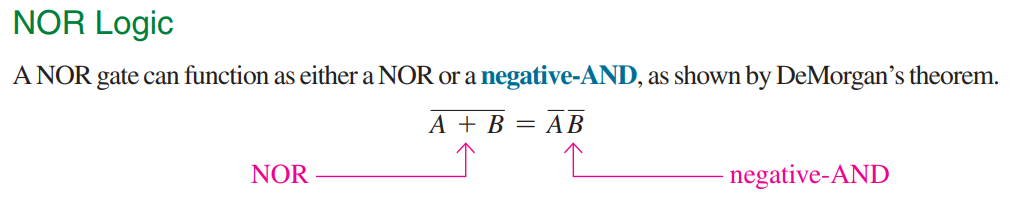 NOR Logic
A NOR gate can function as either a NOR or a negative-AND, as shown by DeMorgan’s theorem.
A̅ ̅+̅ ̅B̅ = A̅ B̅
NOR negative-AND